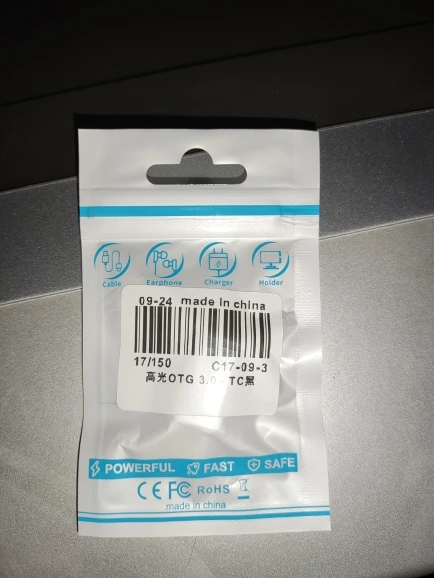 Cable Earphone Charger Holder
09-24 made in china
17/150 C17-09-3
高光OTG 3.0 - TC黑
POWERFUL FAST SAFE
CE FC RoHS
made in china